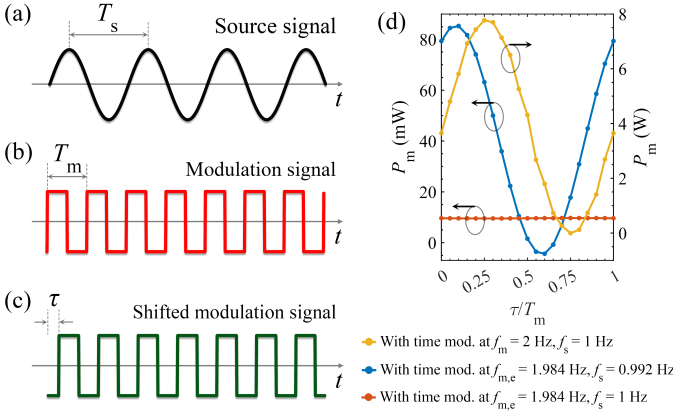 (a)
T_s
Source signal
t
(b)
T_m
Modulation signal
t
(c)
τ
Shifted modulation signal
t
(d)
P_m (mW)
80
60
40
20
0
P_m (W)
8
6
4
2
0
0 0.25 0.5 0.75 1
τ/T_m
With time mod. at f_m = 2 Hz, f_s = 1 Hz
With time mod. at f_m,e = 1.984 Hz, f_s = 0.992 Hz
With time mod. at f_m,e = 1.984 Hz, f_s = 1 Hz